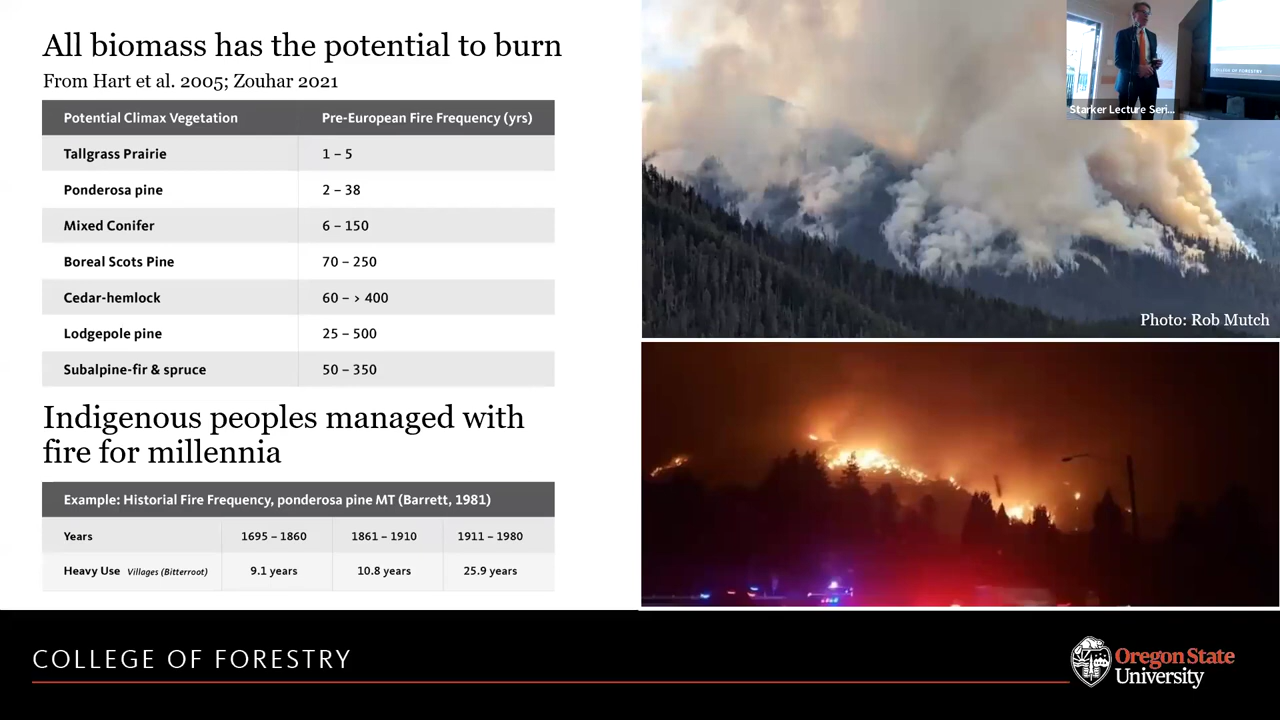 All biomass has the potential to burn
From Hart et al. 2005; Zouhar 2021
Potential Climax Vegetation Pre-European Fire Frequency (yrs)
Tallgrass Prairie 1 – 5
Ponderosa pine 2 – 38
Mixed Conifer 6 – 150
Boreal Scots Pine 70 – 250
Cedar-hemlock 60 – > 400
Lodgepole pine 25 – 500
Subalpine-fir & spruce 50 – 350
Indigenous peoples managed with
fire for millennia
Example: Historial Fire Frequency, ponderosa pine MT (Barrett, 1981)
Years 1695 – 1860 1861 – 1910 1911 – 1980
Heavy Use Villages (Bitterroot) 9.1 years 10.8 years 25.9 years
COLLEGE OF FORESTRY
Starker Lecture Seri...
Photo: Rob Mutch
COLLEGE OF FORESTRY
Oregon State
University